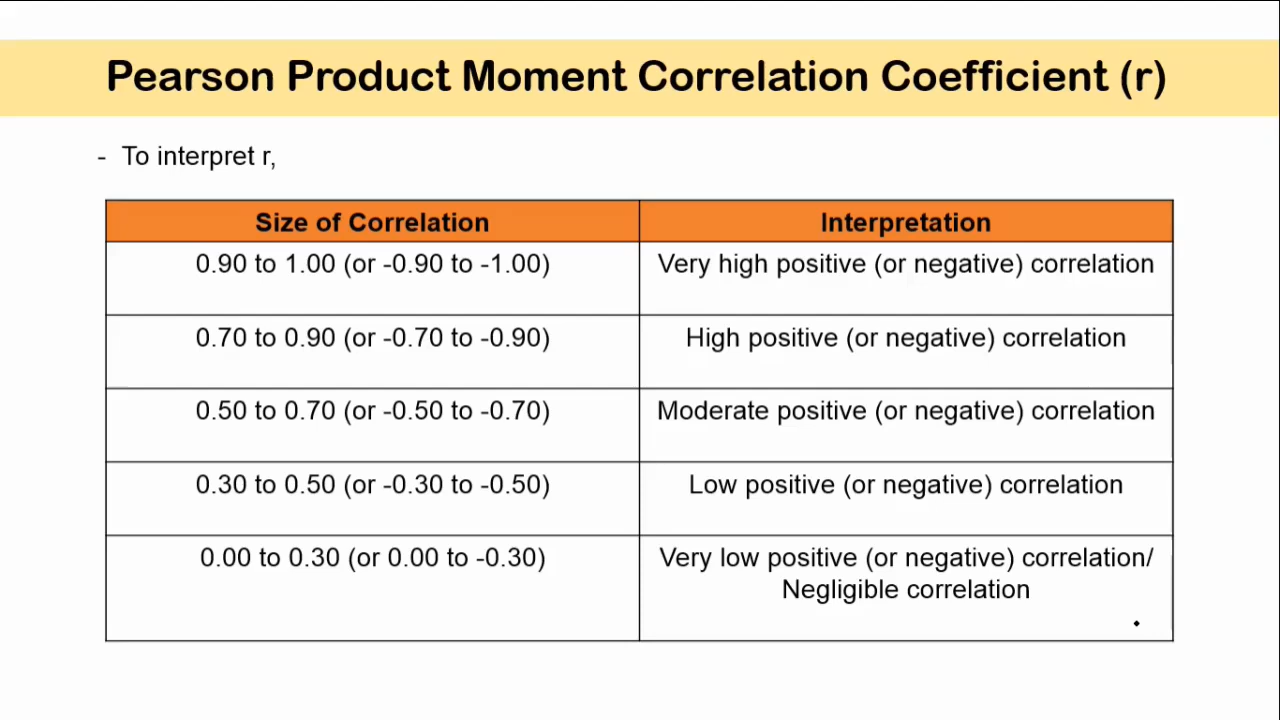 Pearson Product Moment Correlation Coefficient (r)
- To interpret r,
Size of Correlation
Interpretation
0.90 to 1.00 (or -0.90 to -1.00)
Very high positive (or negative) correlation
0.70 to 0.90 (or -0.70 to -0.90)
High positive (or negative) correlation
0.50 to 0.70 (or -0.50 to -0.70)
Moderate positive (or negative) correlation
0.30 to 0.50 (or -0.30 to -0.50)
Low positive (or negative) correlation
0.00 to 0.30 (or 0.00 to -0.30)
Very low positive (or negative) correlation/
Negligible correlation